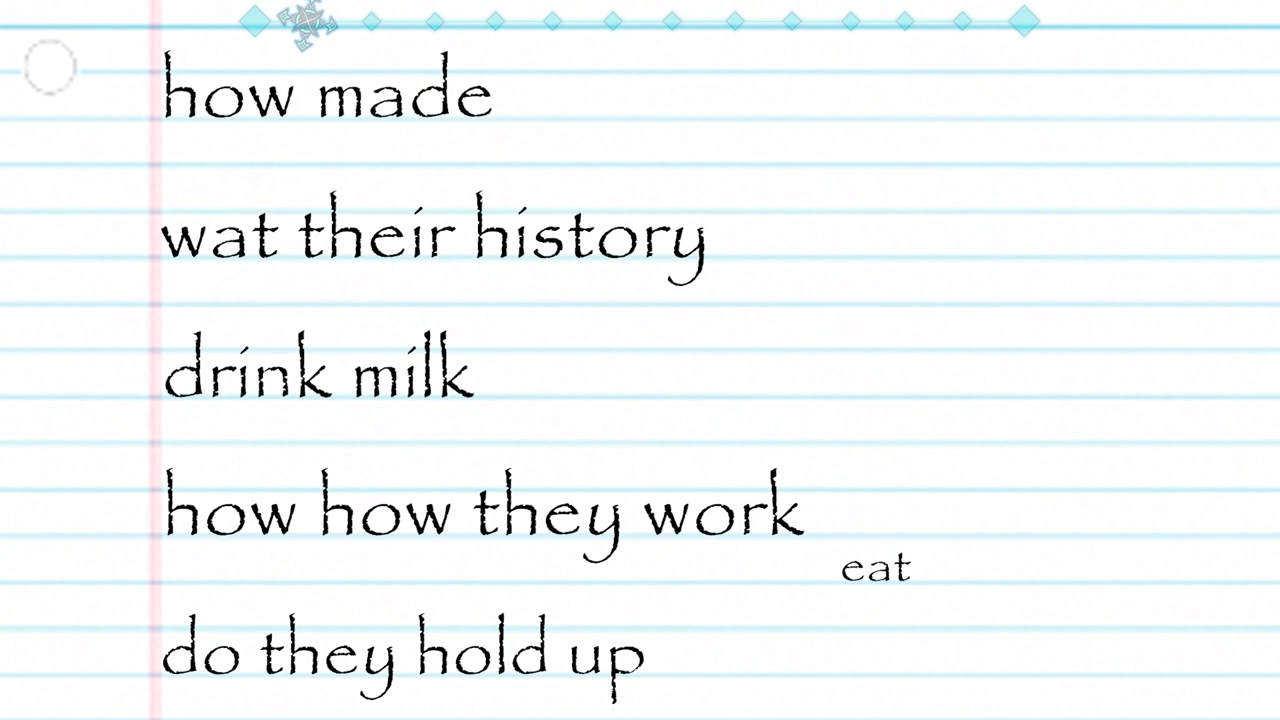 how made
wat their history
drink milk
how how they work
eat
do they hold up